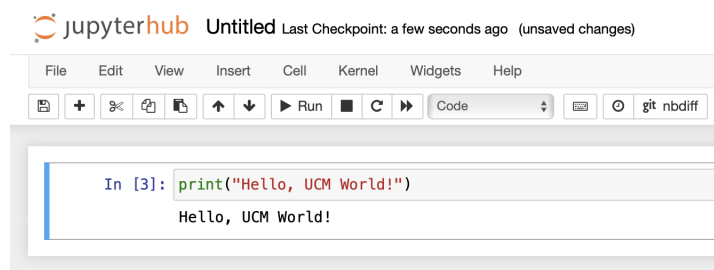 jupyterhub Untitled Last Checkpoint: a few seconds ago (unsaved changes)
File Edit View Insert Cell Kernel Widgets Help
Run Code git nbdiff
In [3]: print("Hello, UCM World!")
Hello, UCM World!